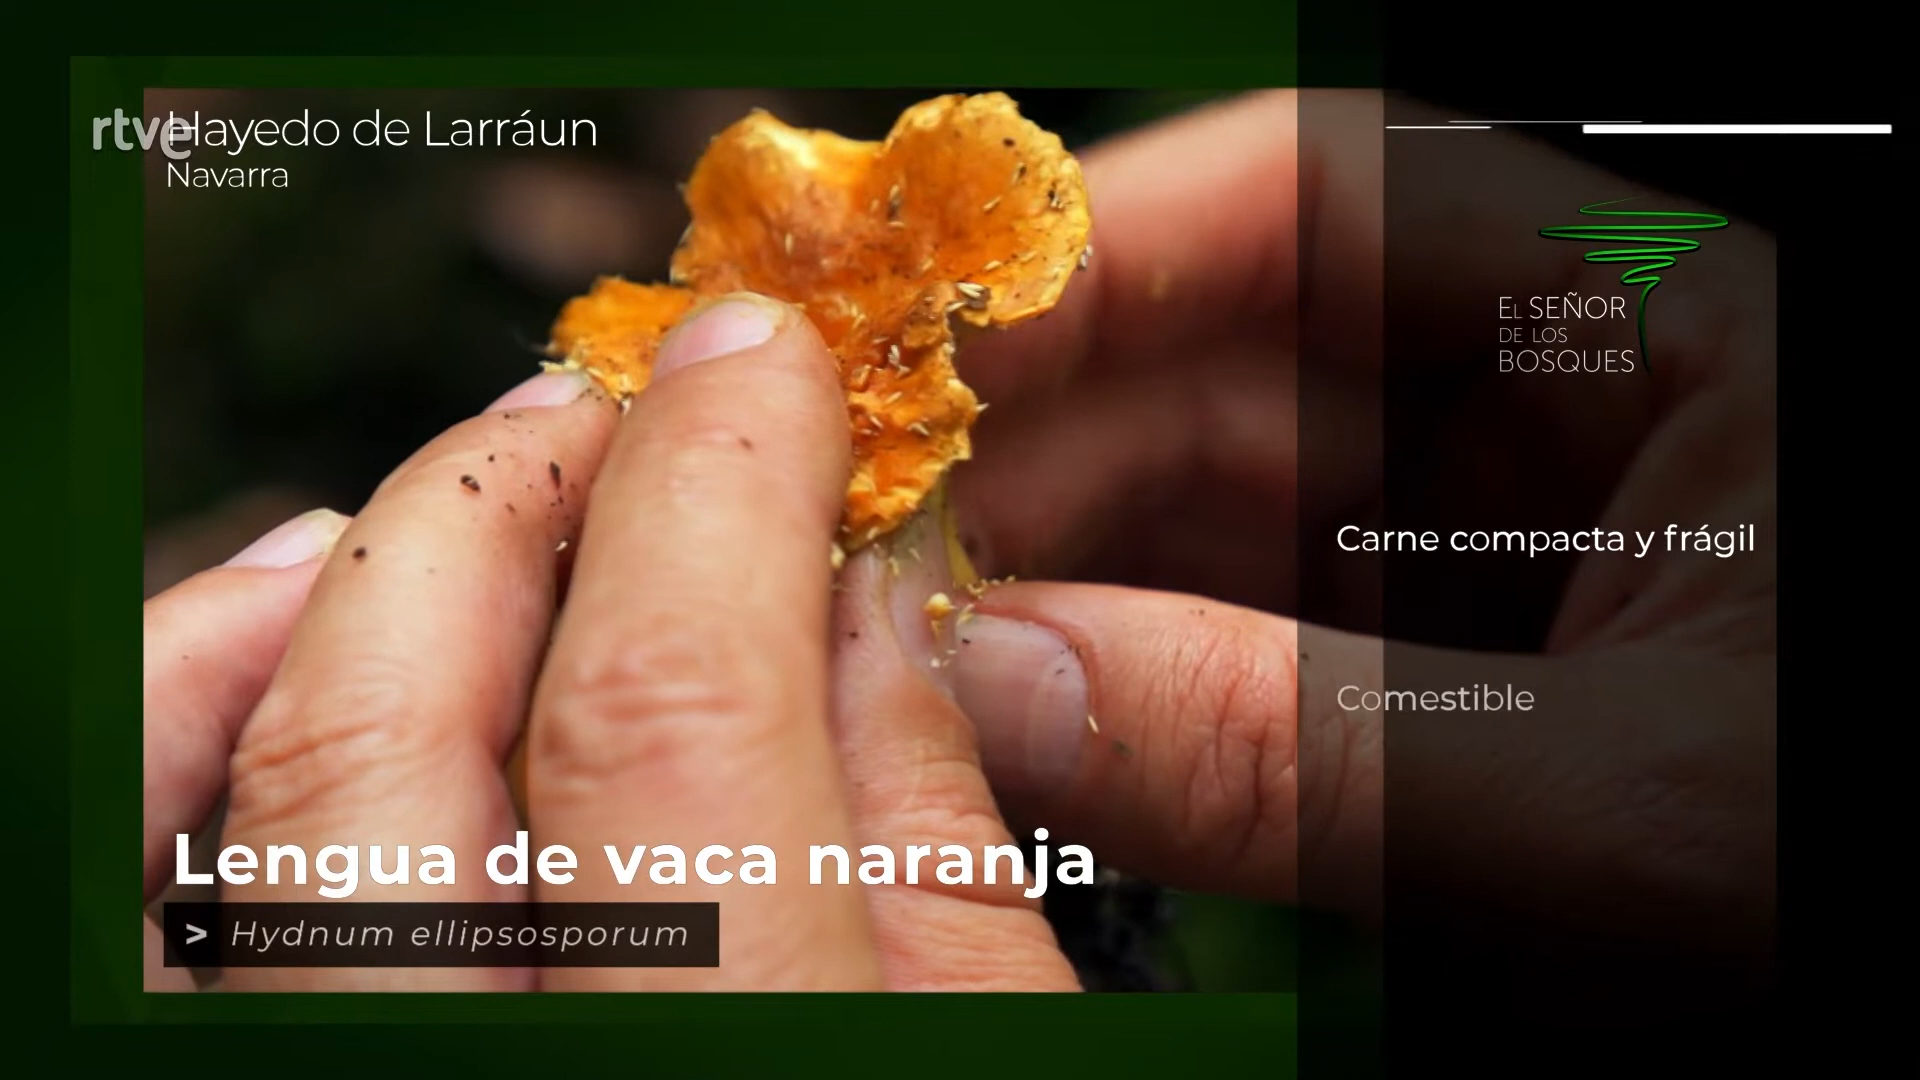 rtve
Hayedo de Larráun
Navarra
EL SEÑOR
DE LOS
BOSQUES
Carne compacta y frágil
Comestible
Lengua de vaca naranja
> Hydnum ellipsosporum